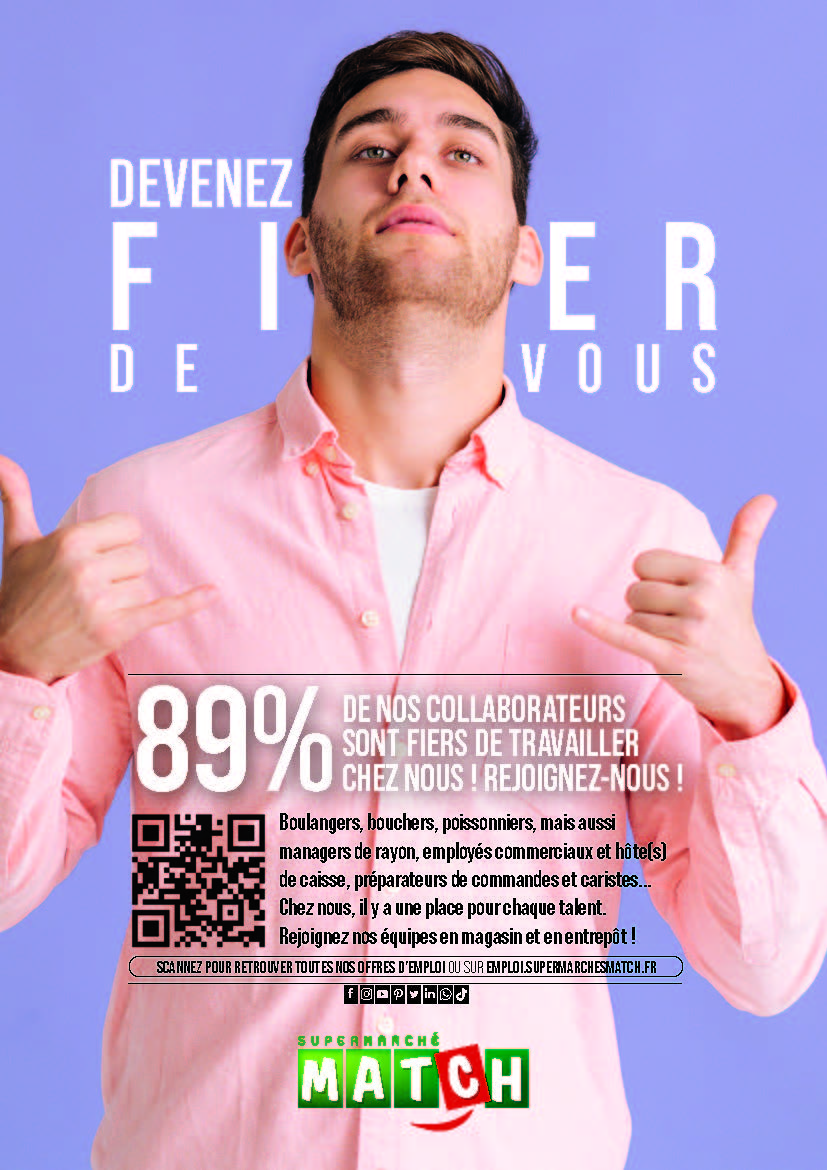 DEVENEZ
FIER
DE VOUS
89%
DE NOS COLLABORATEURS
SONT FIERS DE TRAVAILLER
CHEZ NOUS ! REJOIGNEZ-NOUS !
Boulangers, bouchers, poissonniers, mais aussi
managers de rayon, employés commerciaux et hôte(s)
de caisse, préparateurs de commandes et caristes...
Chez nous, il y a une place pour chaque talent.
Rejoignez nos équipes en magasin et en entrepôt !
SCANNEZ POUR RETROUVER TOUTES NOS OFFRES D'EMPLOI OU SUR EMPLOI.SUPERMARCHESMATCH.FR
SUPERMARCHÉ
MATCH